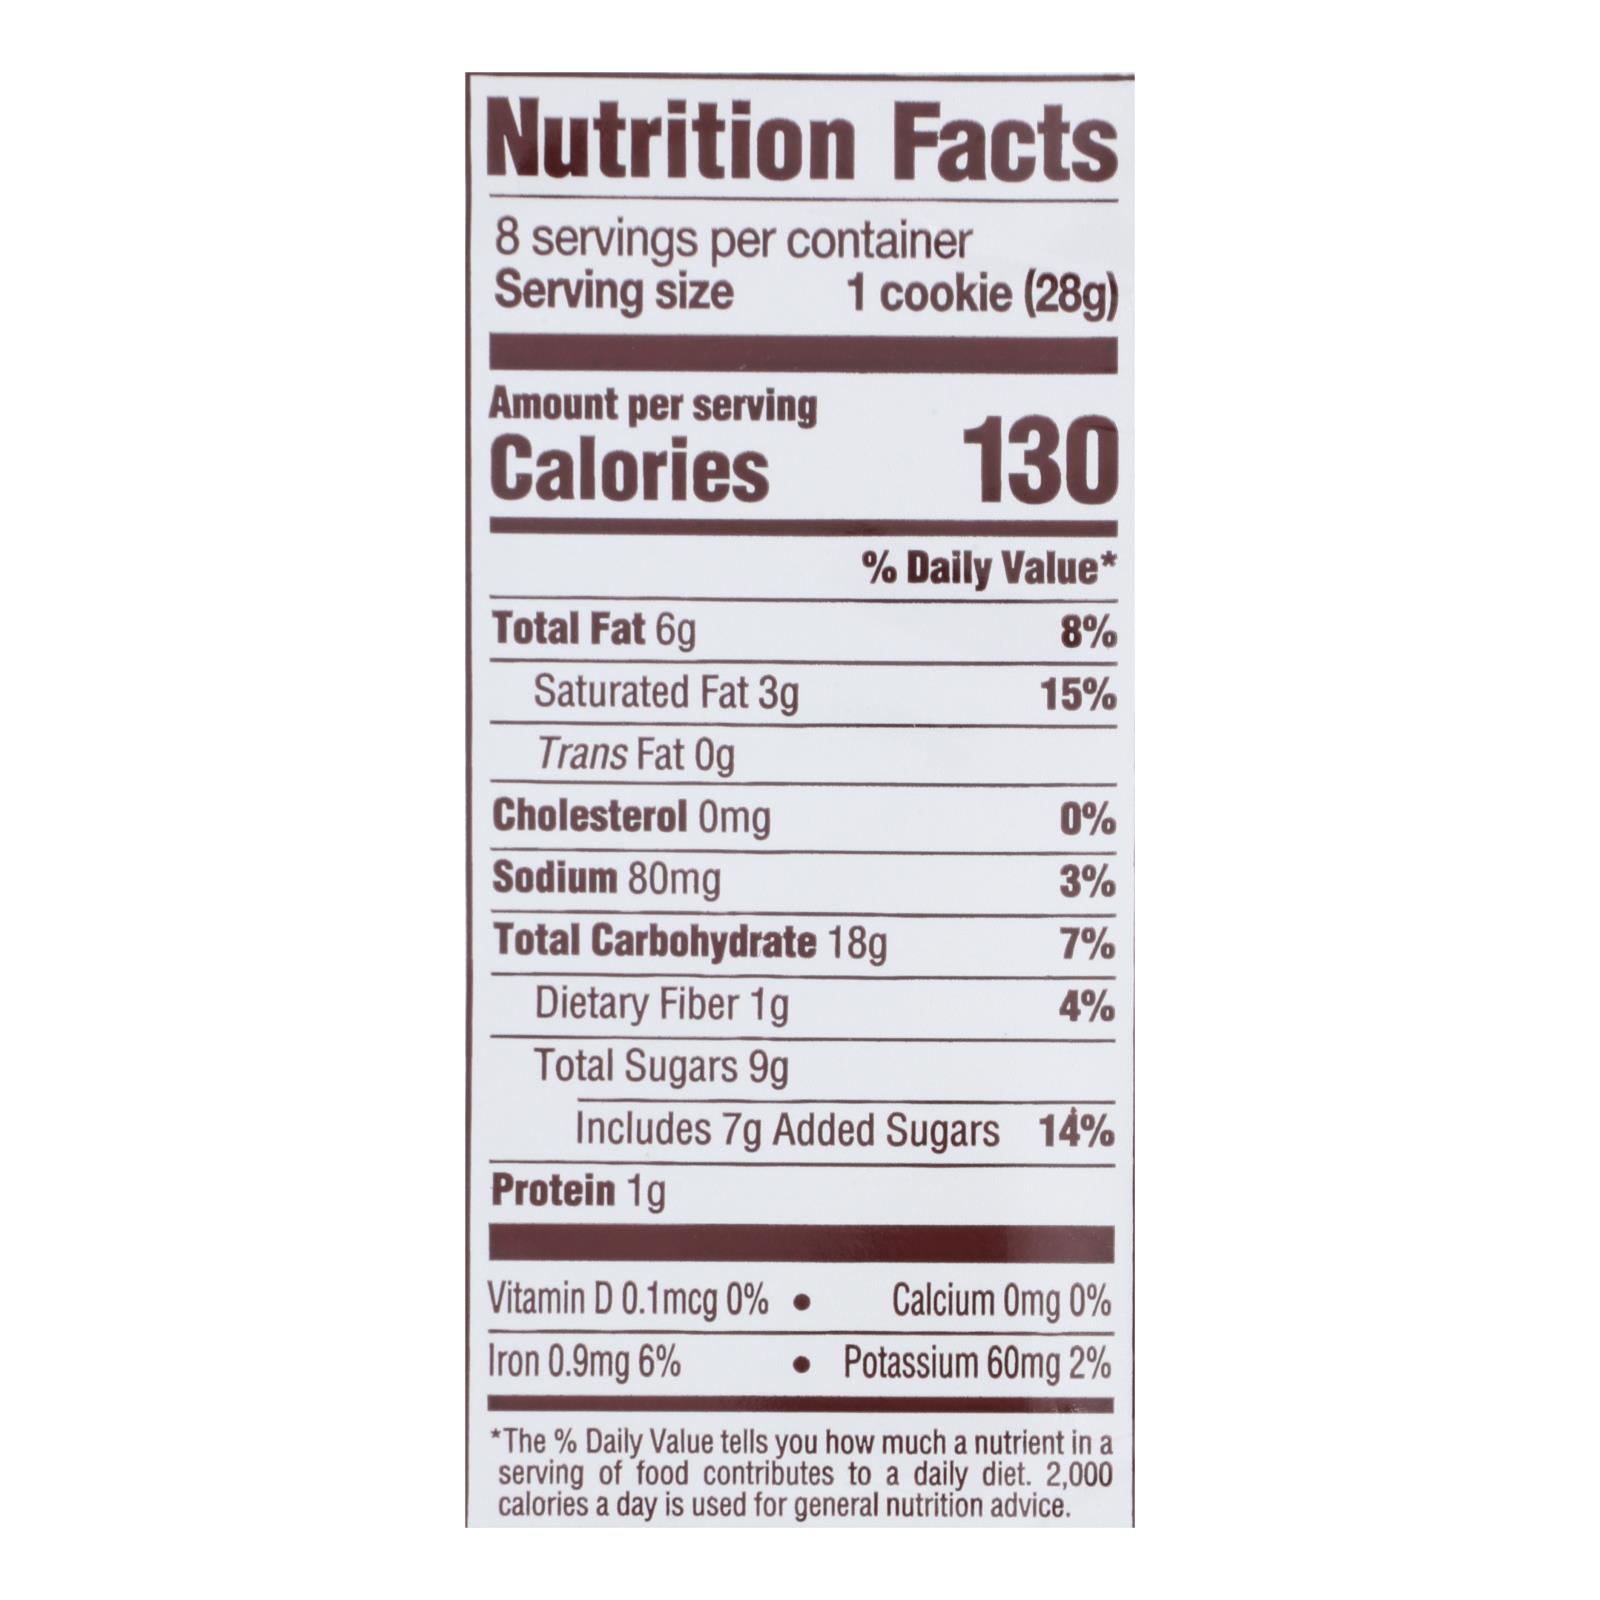 Nutrition Facts
8 servings per container
Serving size 1 cookie (28g)
Amount per serving
Calories 130
% Daily Value*
Total Fat 6g 8%
Saturated Fat 3g 15%
Trans Fat 0g
Cholesterol 0mg 0%
Sodium 80mg 3%
Total Carbohydrate 18g 7%
Dietary Fiber 1g 4%
Total Sugars 9g
Includes 7g Added Sugars 14%
Protein 1g
Vitamin D 0.1mcg 0% • Calcium 0mg 0%
Iron 0.9mg 6% • Potassium 60mg 2%
*The % Daily Value tells you how much a nutrient in a
serving of food contributes to a daily diet. 2,000
calories a day is used for general nutrition advice.